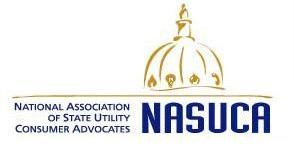 NATIONAL ASSOCIATION
OF STATE UTILITY
CONSUMER ADVOCATES
NASUCA